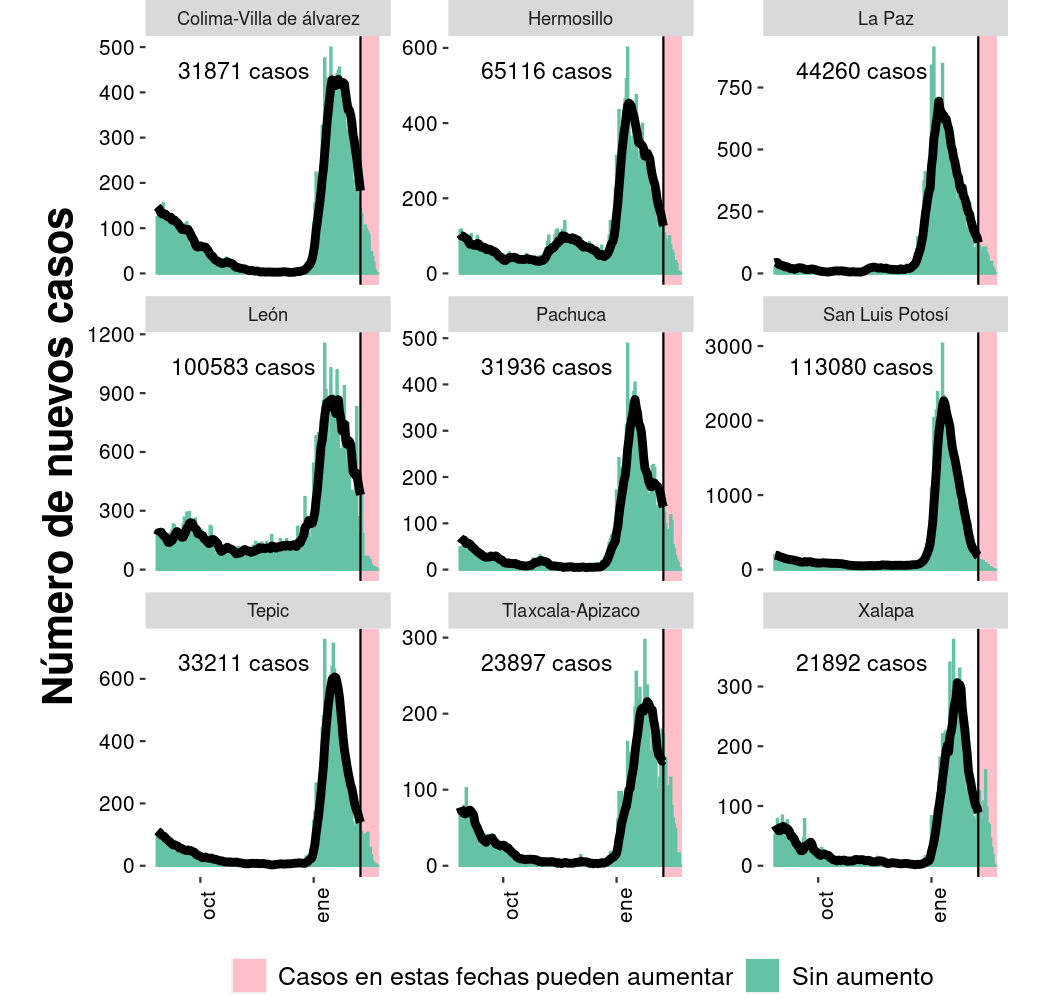 Número de nuevos casos
Colima-Villa de álvarez
500
400
300
200
100
0
31871 casos
Hermosillo
600
400
200
0
65116 casos
La Paz
750
500
250
0
44260 casos
León
1200
900
600
300
0
100583 casos
Pachuca
500
400
300
200
100
0
31936 casos
San Luis Potosí
3000
2000
1000
0
113080 casos
Tepic
600
400
200
0
33211 casos
oct
ene
Tlaxcala-Apizaco
300
200
100
0
23897 casos
oct
ene
Xalapa
300
200
100
0
21892 casos
oct
ene
Casos en estas fechas pueden aumentar
Sin aumento